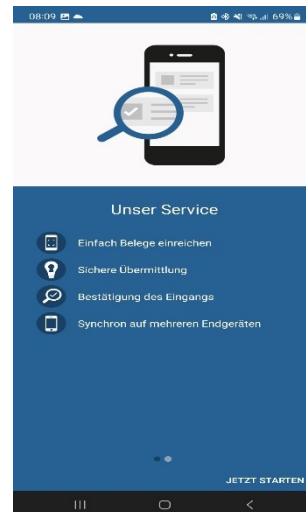 08:09 69%
Unser Service
Einfach Belege einreichen
Sichere Übermittlung
Bestätigung des Eingangs
Synchron auf mehreren Endgeräten
JETZT STARTEN